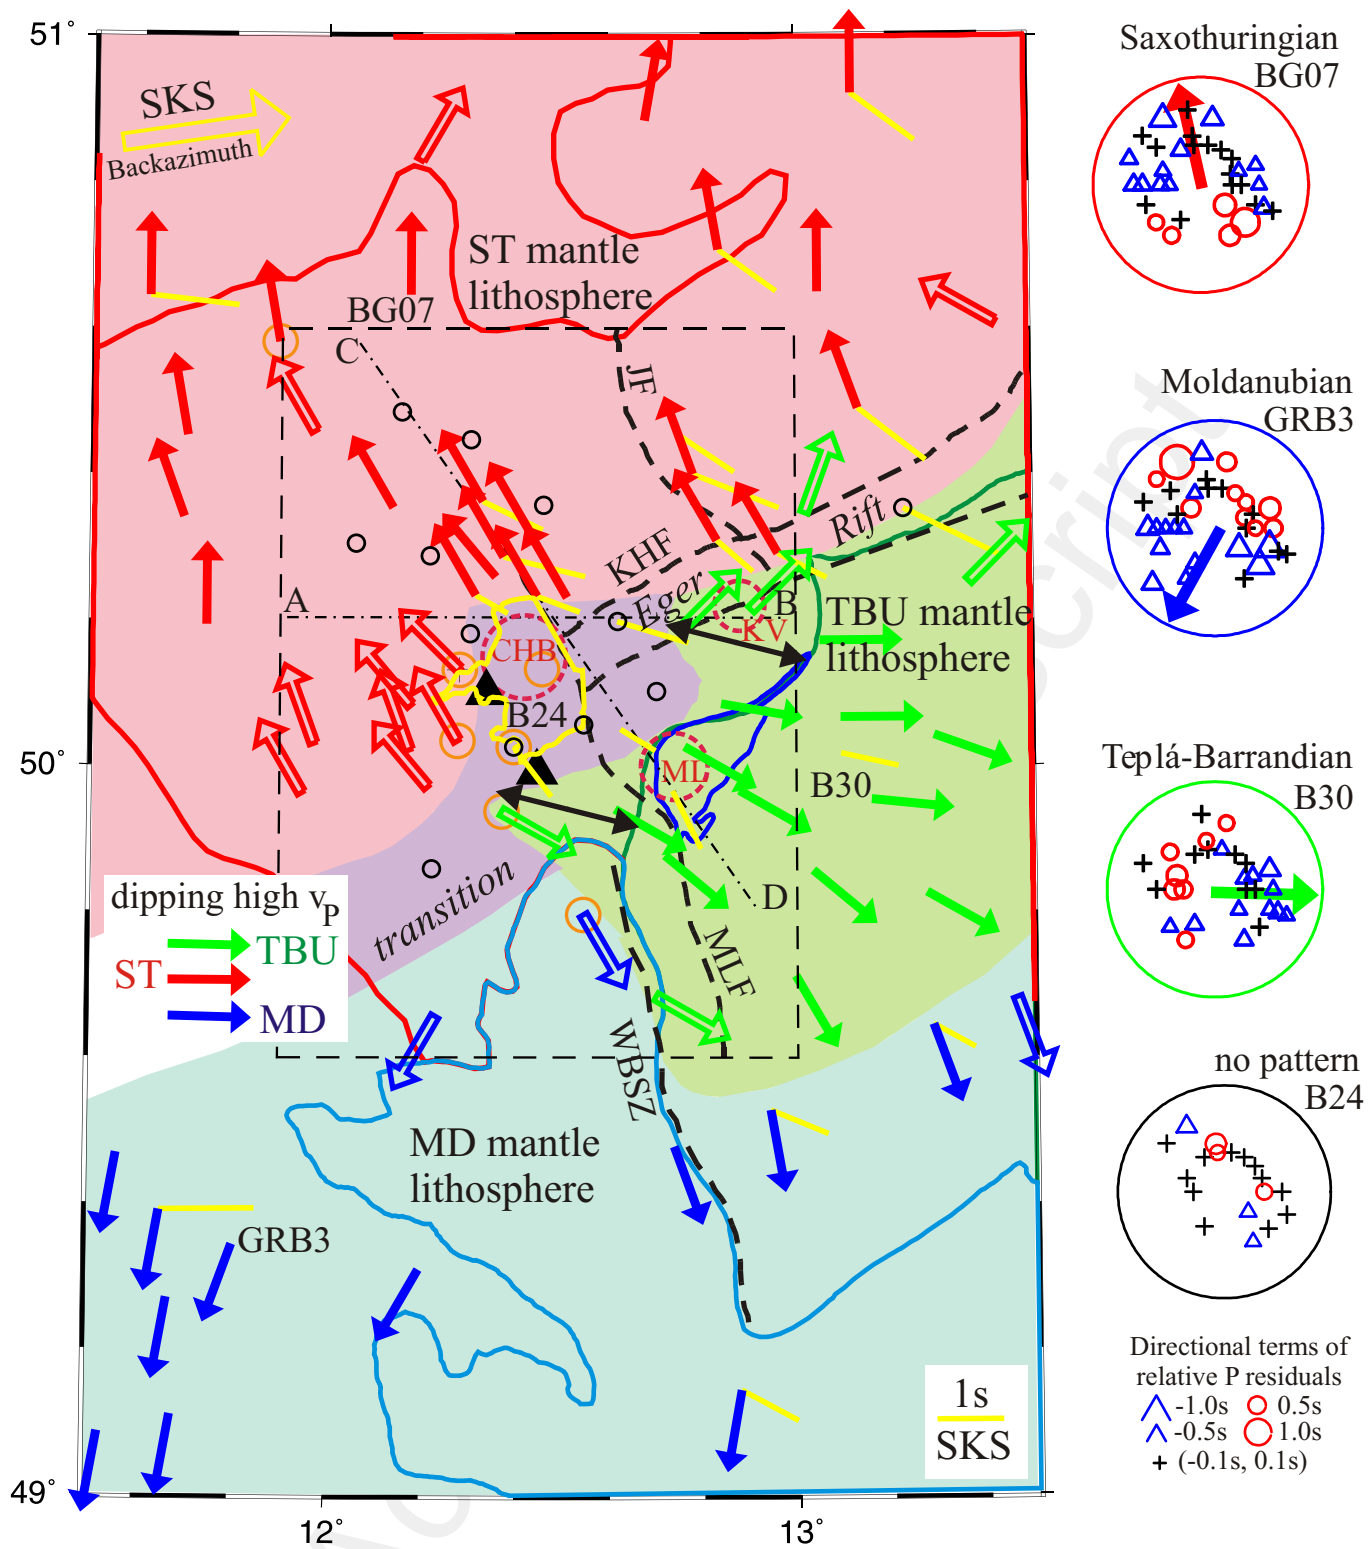 51°
SKS
Backazimuth
ST mantle
lithosphere
BG07
C
JF
KHF
Eger
Rift
A
B
KV
CHB
TBU mantle
lithosphere
B24
50°
ML
B30
D
transition
MLF
WBSZ
dipping high vP
TBU
ST
MD
MD mantle
lithosphere
GRB3
1s
SKS
49°
12°
13°
Saxothuringian
BG07
Moldanubian
GRB3
Teplá-Barrandian
B30
no pattern
B24
Directional terms of
relative P residuals
-1.0s 0.5s
-0.5s 1.0s
(-0.1s, 0.1s)
script